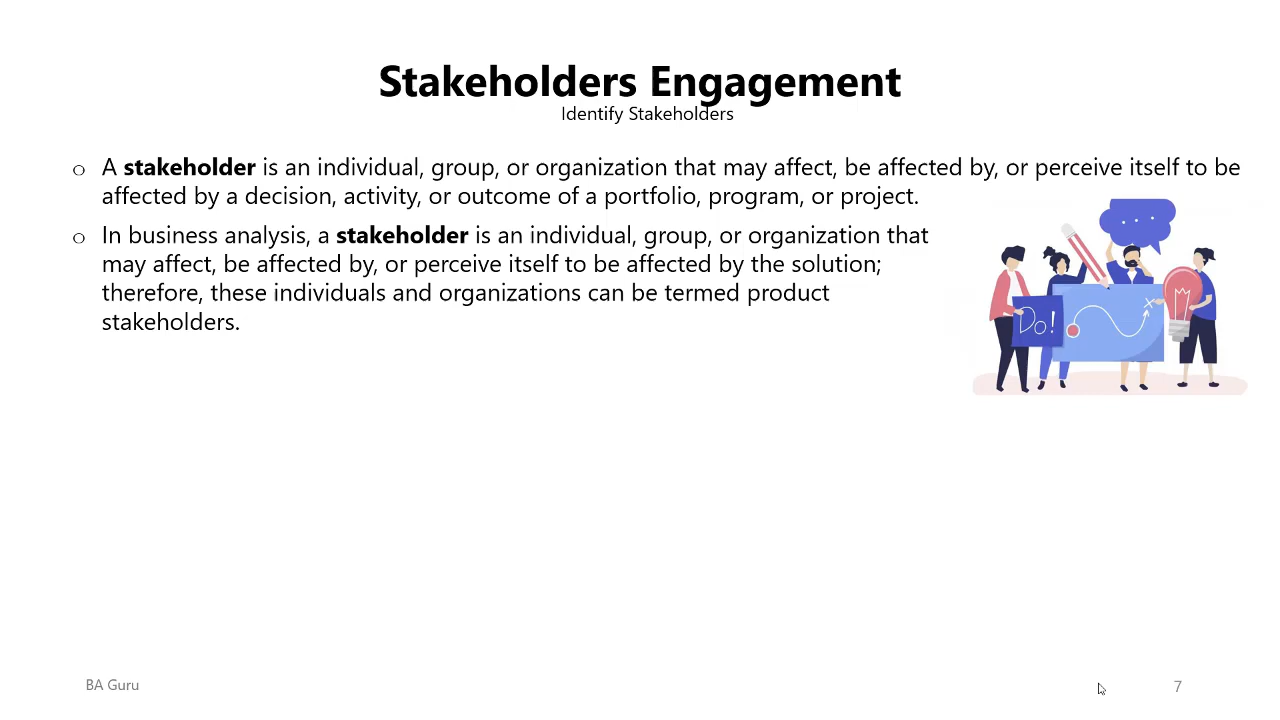 Stakeholders Engagement
Identify Stakeholders
○ A stakeholder is an individual, group, or organization that may affect, be affected by, or perceive itself to be
affected by a decision, activity, or outcome of a portfolio, program, or project.
○ In business analysis, a stakeholder is an individual, group, or organization that
may affect, be affected by, or perceive itself to be affected by the solution;
therefore, these individuals and organizations can be termed product
stakeholders.
Do!
BA Guru
7